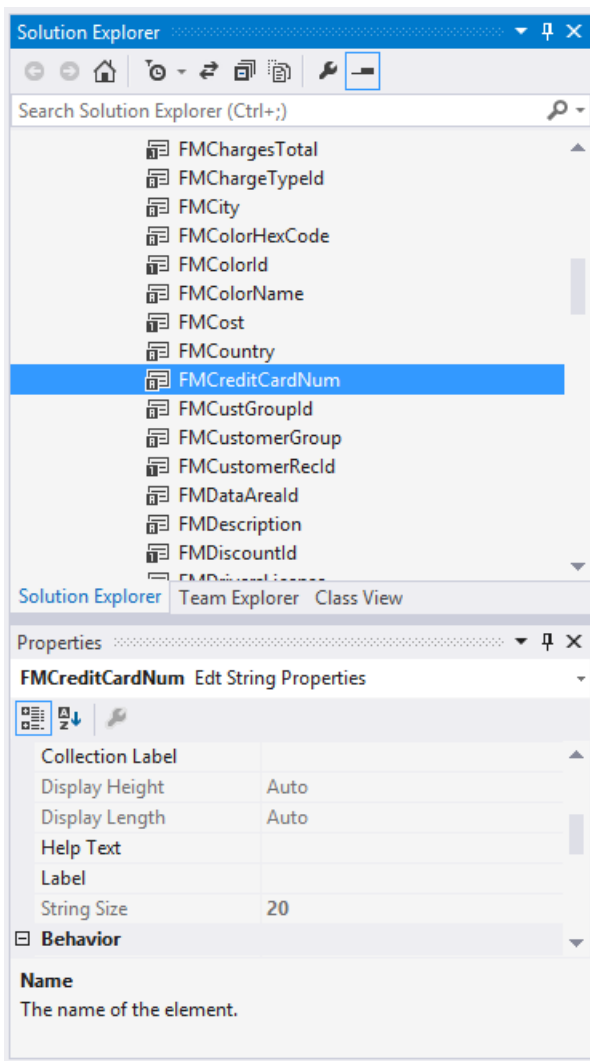 Solution Explorer
Search Solution Explorer (Ctrl+;)
FMChargesTotal
FMChargeTypeId
FMCity
FMColorHexCode
FMColorId
FMColorName
FMCost
FMCountry
FMCreditCardNum
FMCustGroupId
FMCustomerGroup
FMCustomerRecId
FMDataAreaId
FMDescription
FMDiscountId
Solution Explorer Team Explorer Class View
Properties
FMCreditCardNum Edt String Properties
Collection Label
Display Height Auto
Display Length Auto
Help Text
Label
String Size 20
Behavior
Name
The name of the element.